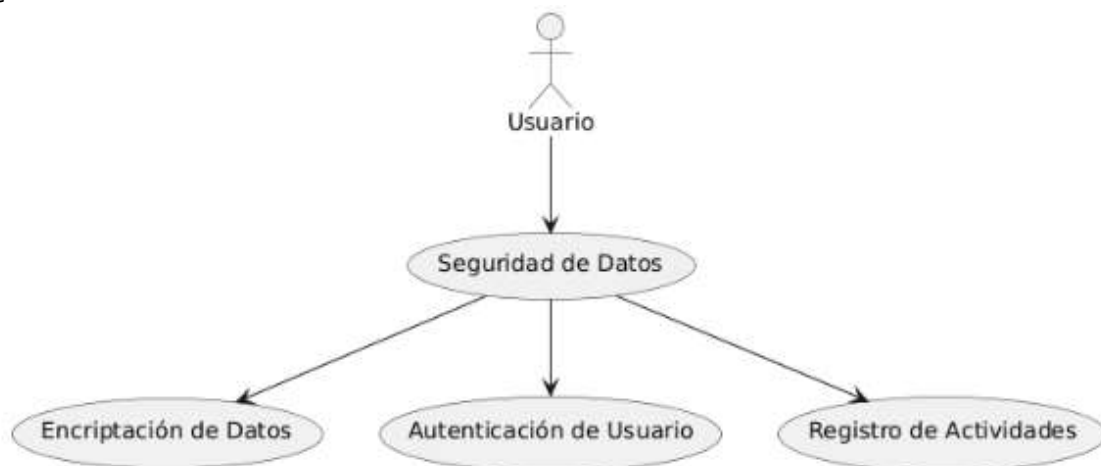 Usuario
Seguridad de Datos
Encriptación de Datos
Autenticación de Usuario
Registro de Actividades